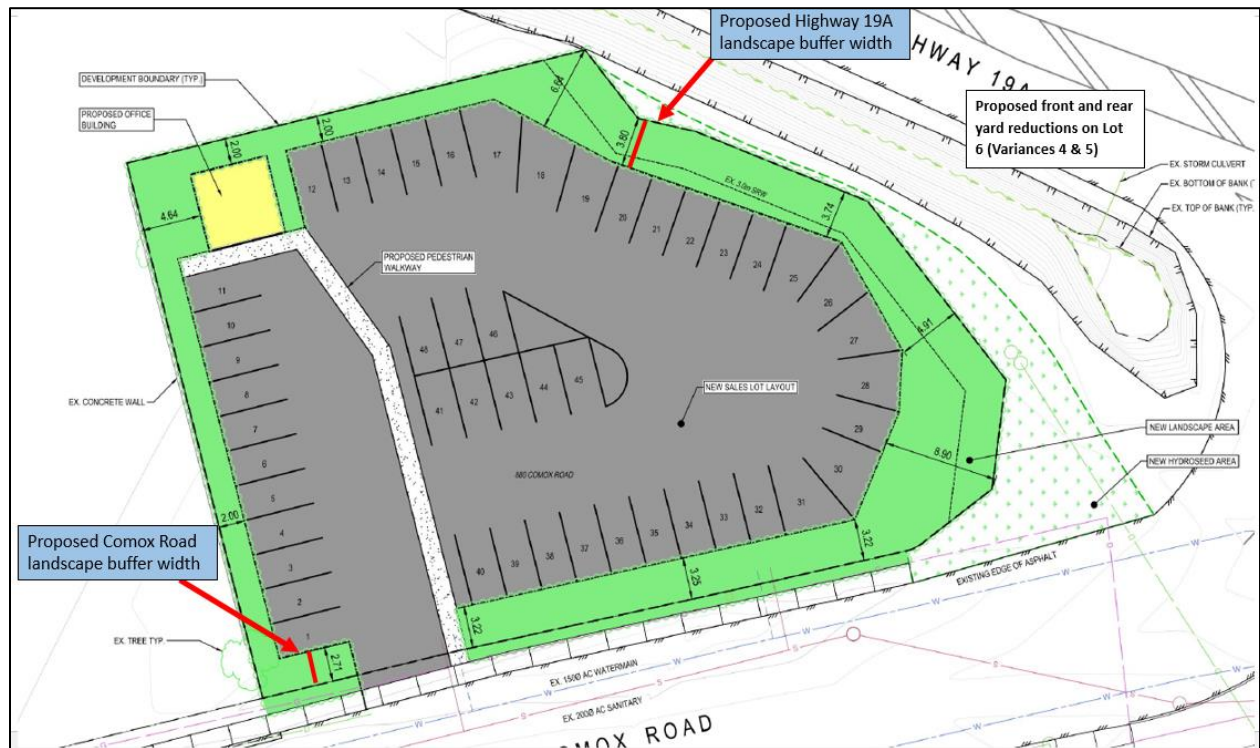 Proposed Highway 19A
landscape buffer width
HWAY 19A
Proposed front and rear
yard reductions on Lot
6 (Variances 4 & 5)
DEVELOPMENT BOUNDARY (TYP.)
PROPOSED OFFICE
BUILDING
EX. STORM CULVERT
EX. BOTTOM OF BANK (
EX. TOP OF BANK (TYP.
6.64
3.80
2.00
2.00
4.64
EX. 3.0m SRW
3.74
4.91
12
13
14
15
16
17
18
19
20
21
22
23
24
25
26
27
28
29
30
31
32
33
34
35
36
37
38
39
40
PROPOSED PEDESTRIAN
WALKWAY
11
10
9
8
7
6
5
4
3
2
1
48
47
46
41
42
43
44
45
NEW SALES LOT LAYOUT
EX. CONCRETE WALL
NEW LANDSCAPE AREA
NEW HYDROSEED AREA
8.90
680 COMOX ROAD
2.00
Proposed Comox Road
landscape buffer width
EX. TREE TYP.
2.71
3.22
3.25
3.22
EXISTING EDGE OF ASPHALT
EX. 150Ø AC WATERMAIN
EX. 200Ø AC SANITARY
OMOX ROAD